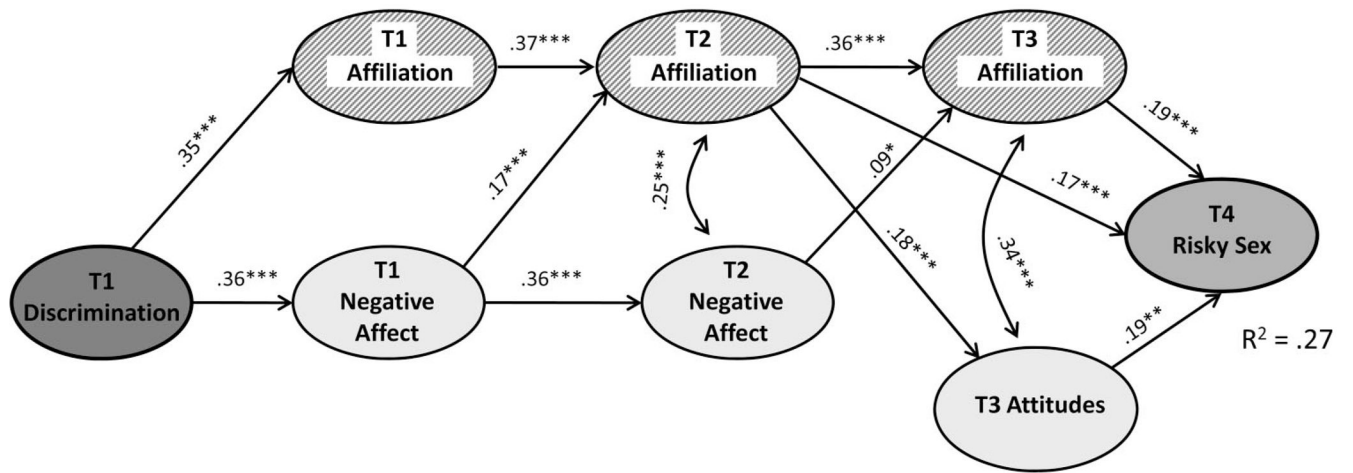 T1
Affiliation
.37***
T2
Affiliation
.36***
T3
Affiliation
.35***
.17***
.25***
.09*
.17***
.19***
T1
Discrimination
.36***
T1
Negative
Affect
.36***
T2
Negative
Affect
.18***
.34***
T4
Risky Sex
.19**
R² = .27
T3 Attitudes